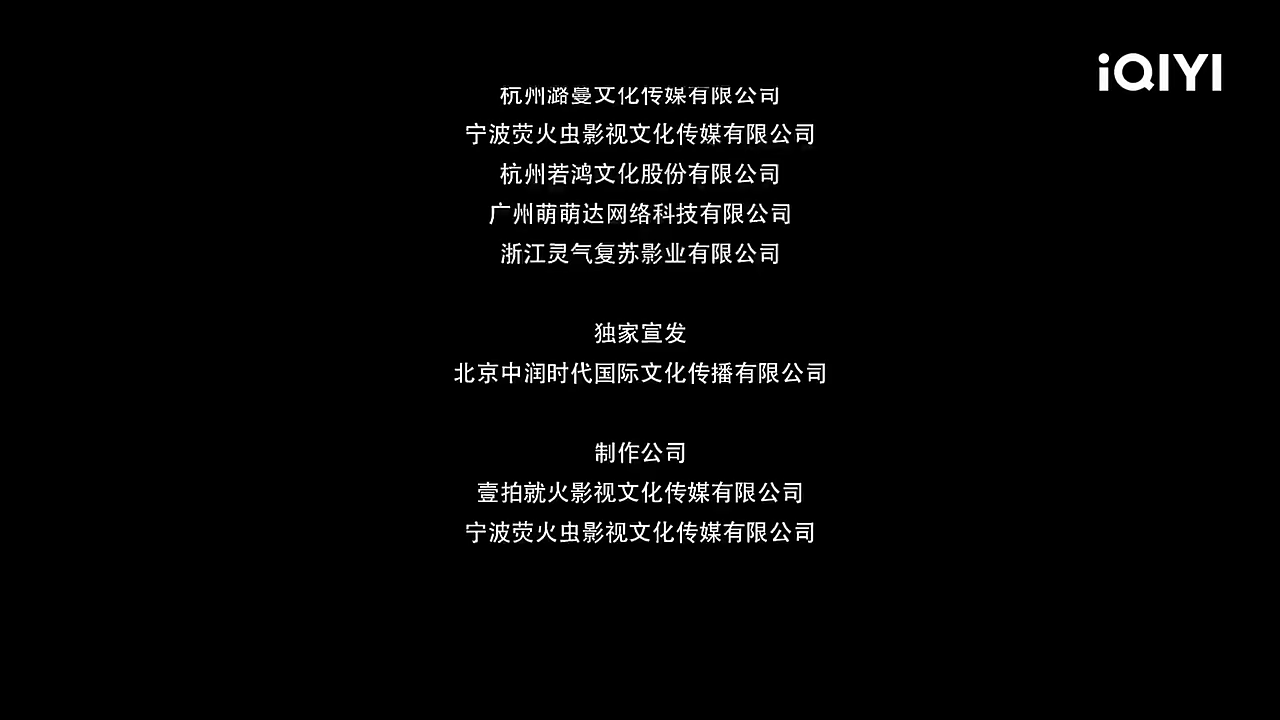 iQIYI
杭州潞曼文化传媒有限公司
宁波荧火虫影视文化传媒有限公司
杭州若鸿文化股份有限公司
广州萌萌达网络科技有限公司
浙江灵气复苏影业有限公司
独家宣发
北京中润时代国际文化传播有限公司
制作公司
壹拍就火影视文化传媒有限公司
宁波荧火虫影视文化传媒有限公司